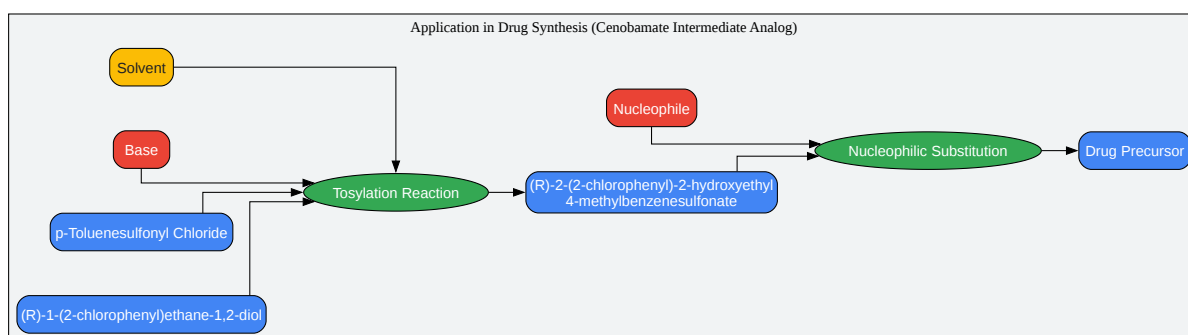 Application in Drug Synthesis (Cenobamate Intermediate Analog)
Solvent
Base
p-Toluenesulfonyl Chloride
(R)-1-(2-chlorophenyl)ethane-1,2-diol
Tosylation Reaction
(R)-2-(2-chlorophenyl)-2-hydroxyethyl
4-methylbenzenesulfonate
Nucleophile
Nucleophilic Substitution
Drug Precursor